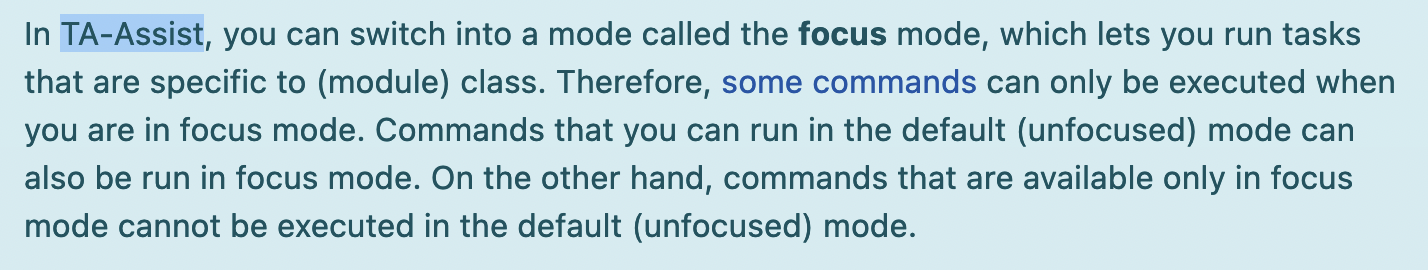 In TA-Assist, you can switch into a mode called the focus mode, which lets you run tasks
that are specific to (module) class. Therefore, some commands can only be executed when
you are in focus mode. Commands that you can run in the default (unfocused) mode can
also be run in focus mode. On the other hand, commands that are available only in focus
mode cannot be executed in the default (unfocused) mode.